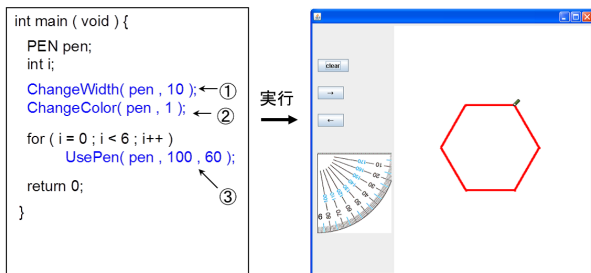 int main ( void ) {
PEN pen;
int i;
ChangeWidth( pen , 10 );←①
ChangeColor( pen , 1 ); ←②
for ( i = 0 ; i < 6 ; i++ )
UsePen( pen , 100 , 60 );
③
return 0;
}
実行
clear
→
←